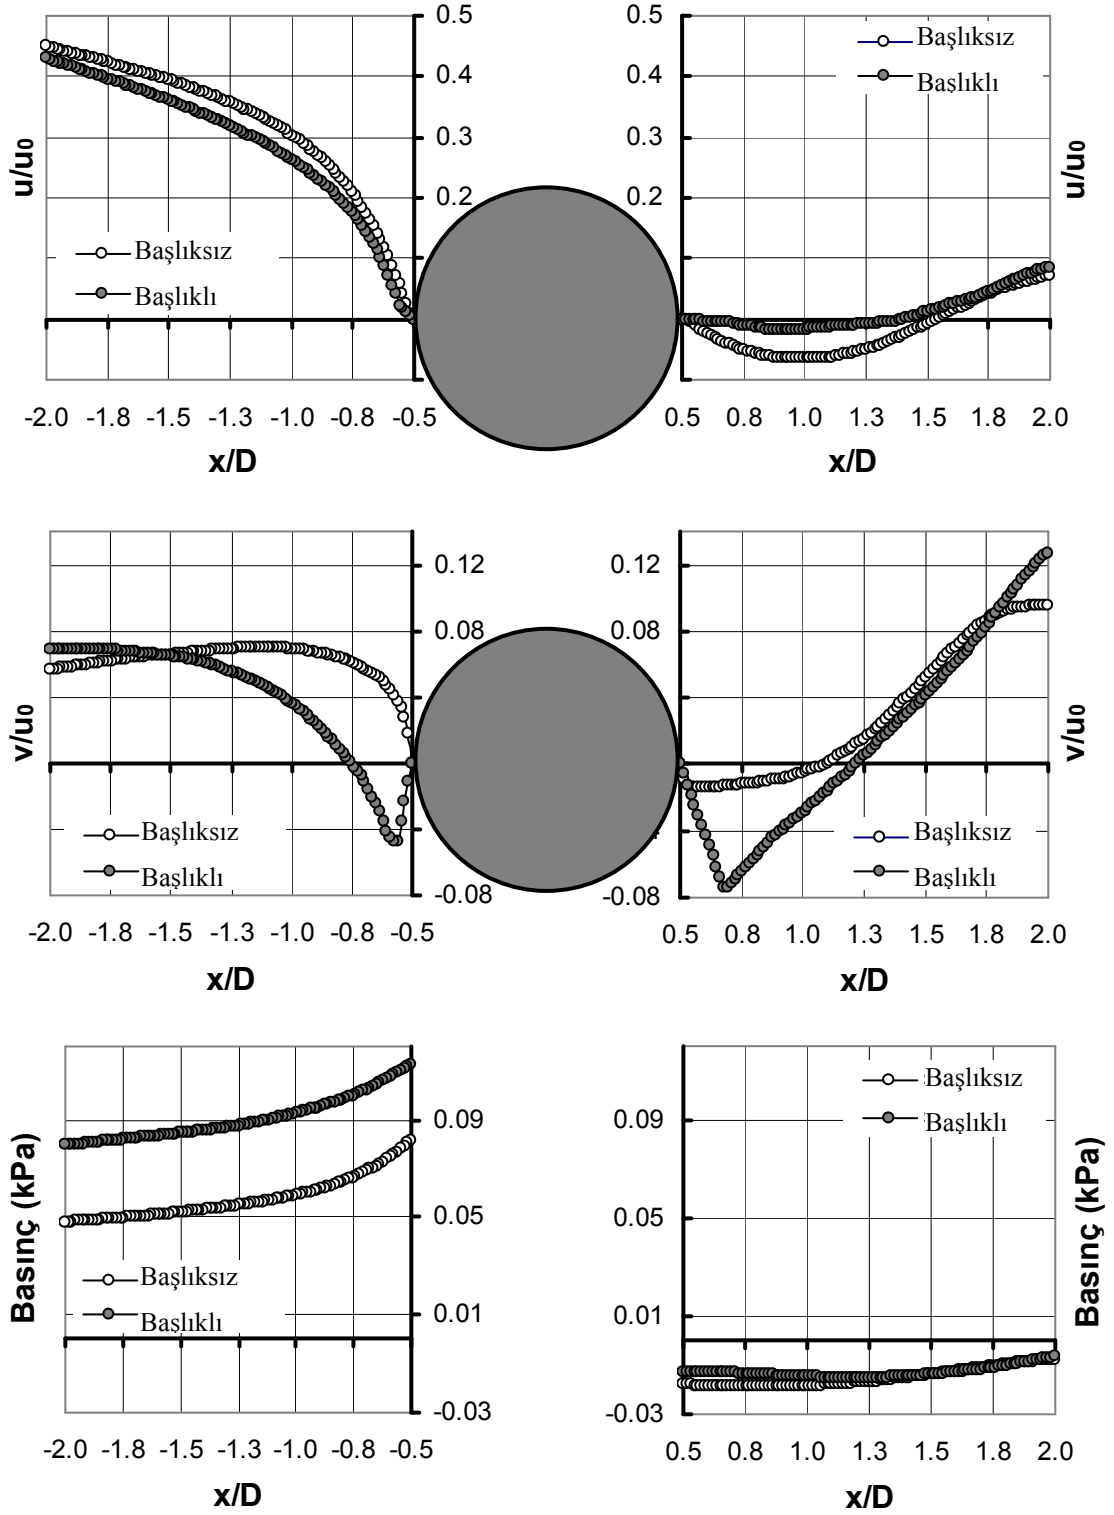 0.5 0.5
0.4 0.4
0.3 0.3
0.2 0.2
u/u0
u/u0
Başlıksız
Başlıklı
Başlıksız
Başlıklı
-2.0 -1.8 -1.5 -1.3 -1.0 -0.8 -0.5
x/D
0.5 0.8 1.0 1.3 1.5 1.8 2.0
x/D
0.12 0.12
0.08 0.08
-0.08 -0.08
v/u0
v/u0
Başlıksız
Başlıklı
Başlıksız
Başlıklı
-2.0 -1.8 -1.5 -1.3 -1.0 -0.8 -0.5
x/D
0.5 0.8 1.0 1.3 1.5 1.8 2.0
x/D
0.09 0.09
0.05 0.05
0.01 0.01
-0.03 -0.03
Basınç (kPa)
Basınç (kPa)
Başlıksız
Başlıklı
Başlıksız
Başlıklı
-2.0 -1.8 -1.5 -1.3 -1.0 -0.8 -0.5
x/D
0.5 0.8 1.0 1.3 1.5 1.8 2.0
x/D